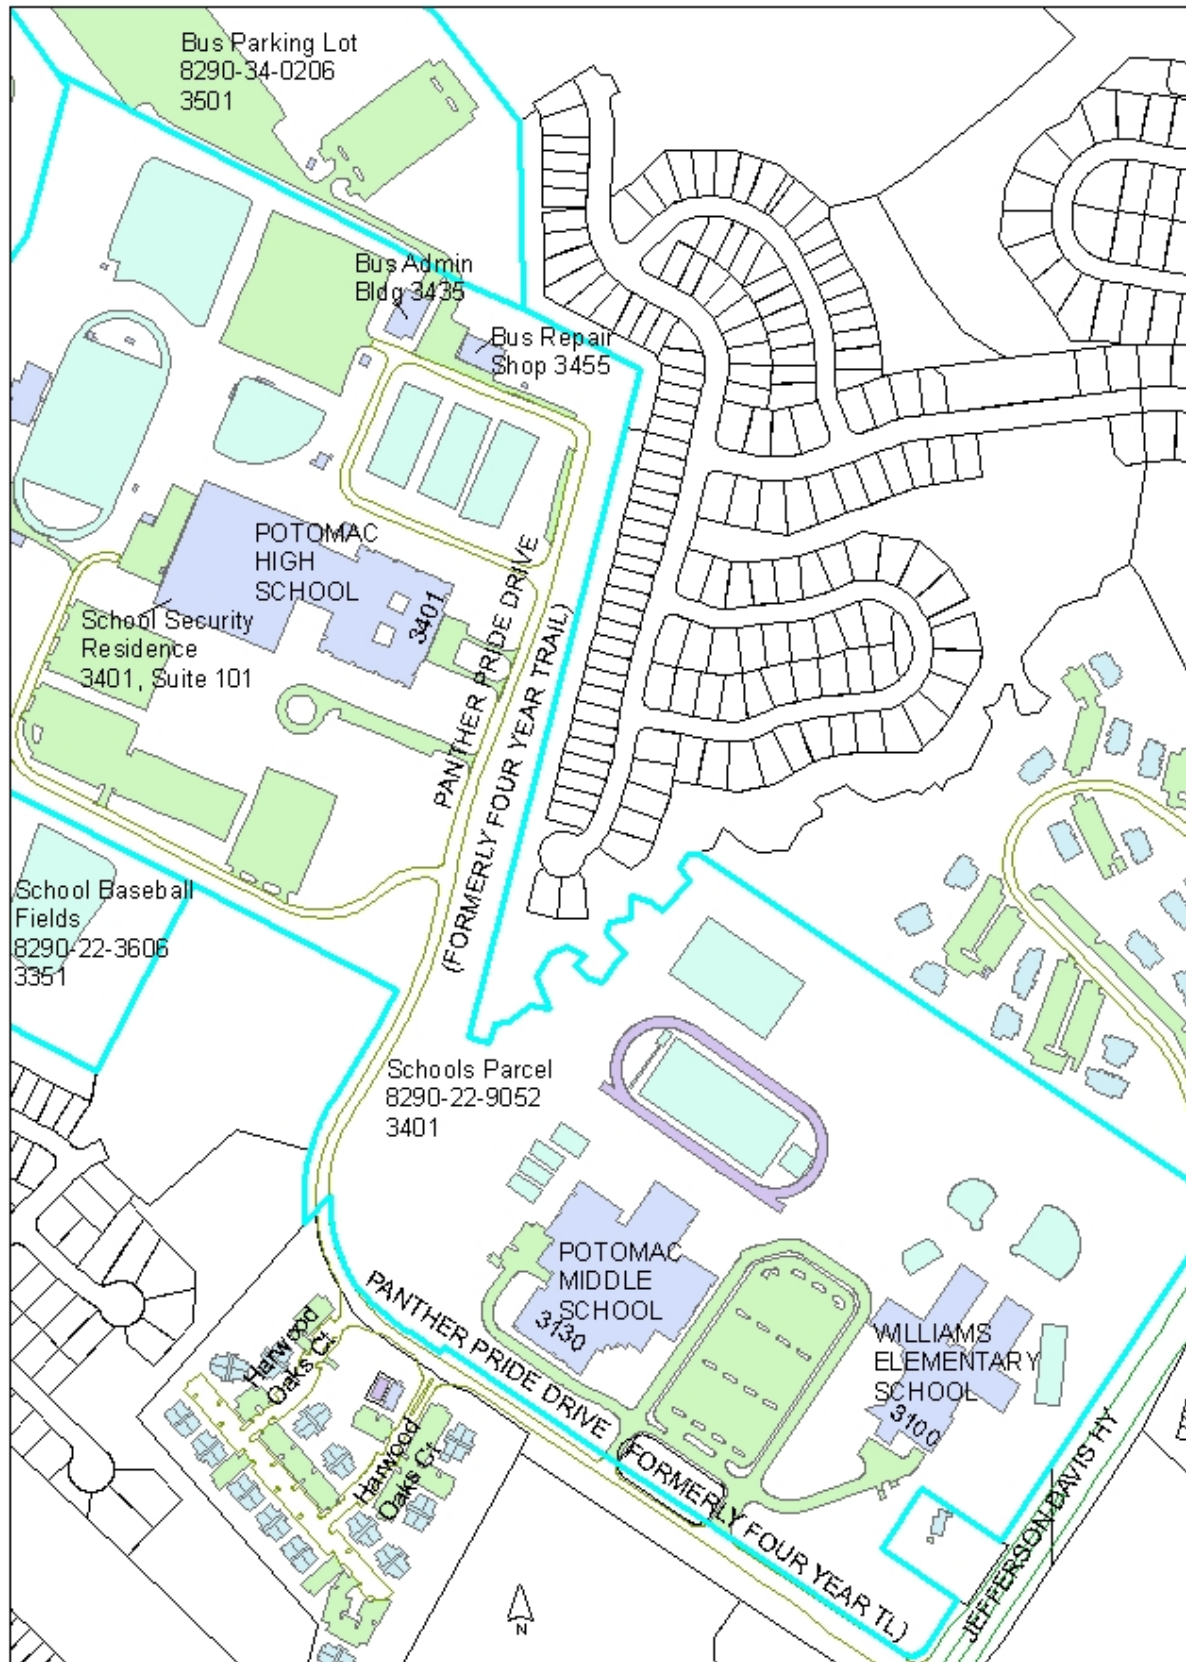 Bus Parking Lot
8290-34-0206
3501
Bus Admin
Bldg 3435
Bus Repair
Shop 3455
POTOMAC
HIGH
SCHOOL
3401
School Security
Residence
3401, Suite 101
PANTHER PRIDE DRIVE
(FORMERLY FOUR YEAR TRAIL)
School Baseball
Fields
8290-22-3606
3351
Schools Parcel
8290-22-9052
3401
POTOMAC
MIDDLE
SCHOOL
3130
WILLIAMS
ELEMENTARY
SCHOOL
3100
PANTHER PRIDE DRIVE
(FORMERLY FOUR YEAR TL)
Harwood
Oaks Ct.
Harwood
Oaks Ct
JEFFERSON DAVIS HY
N